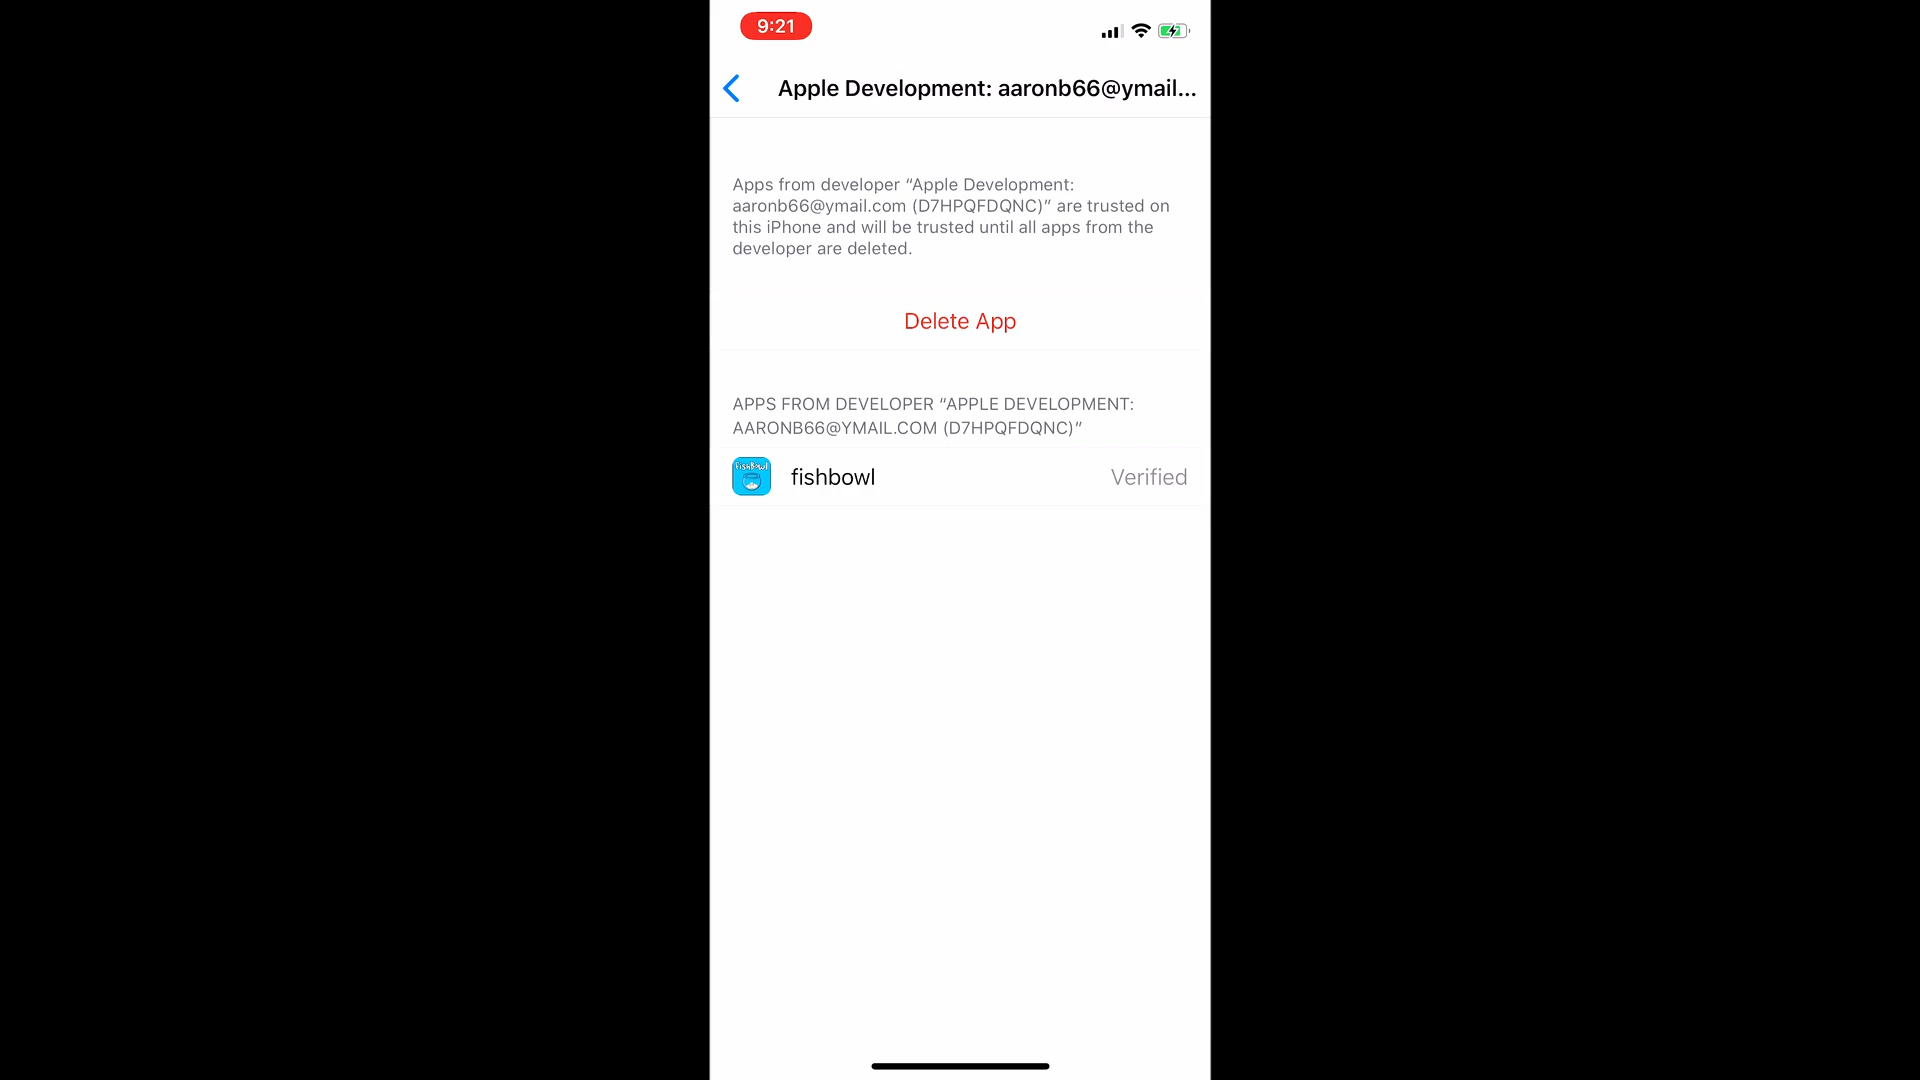 9:21
Apple Development: aaronb66@ymail...
Apps from developer “Apple Development:
aaronb66@ymail.com (D7HPQFDQNC)” are trusted on
this iPhone and will be trusted until all apps from the
developer are deleted.
Delete App
APPS FROM DEVELOPER “APPLE DEVELOPMENT:
AARONB66@YMAIL.COM (D7HPQFDQNC)”
FishBowl
fishbowl Verified